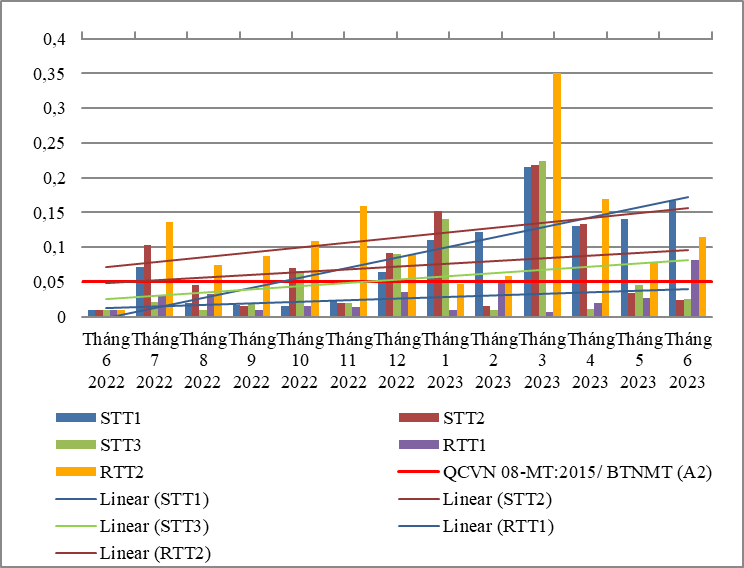 0,4
0,35
0,3
0,25
0,2
0,15
0,1
0,05
0
Tháng Tháng Tháng Tháng Tháng Tháng Tháng Tháng Tháng Tháng Tháng Tháng Tháng
6 7 8 9 10 11 12 1 2 3 4 5 6
2022 2022 2022 2022 2022 2022 2022 2023 2023 2023 2023 2023 2023
STT1 STT2
STT3 RTT1
RTT2 QCVN 08-MT:2015/ BTNMT (A2)
Linear (STT1) Linear (STT2)
Linear (STT3) Linear (RTT1)
Linear (RTT2)